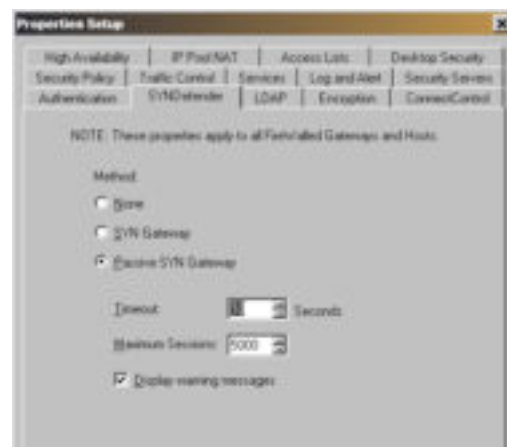 Properties Setup
High Availability IP Pool NAT Access Lists Desktop Security
Security Policy Traffic Control Services Log and Alert Security Servers
Authentication SYNDefender LDAP Encryption ConnectControl
NOTE: These properties apply to all FireWalled Gateways and Hosts
Method:
None
SYN Gateway
Passive SYN Gateway
Timeout: Seconds
Maximum Sessions: 5000
Display warning messages